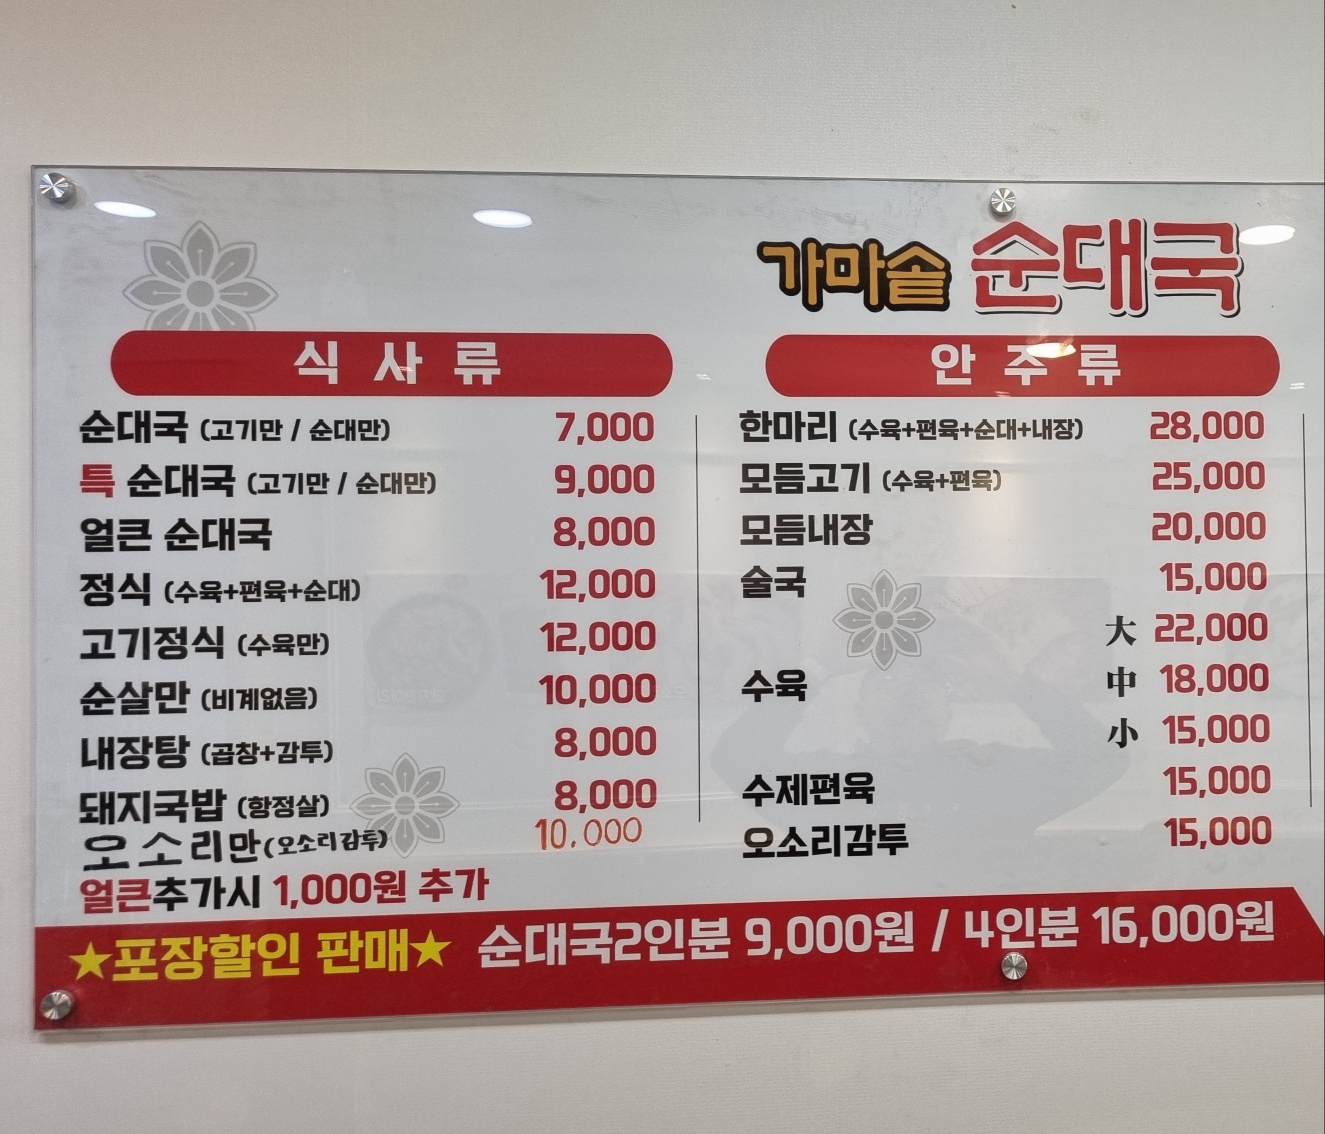 가마솥 순대국
식사류
순대국 (고기만 / 순대만) 7,000
특 순대국 (고기만 / 순대만) 9,000
얼큰 순대국 8,000
정식 (수육+편육+순대) 12,000
고기정식 (수육만) 12,000
순살만 (비계없음) 10,000
내장탕 (곱창+감투) 8,000
돼지국밥 (항정살) 8,000
오소리만(오소리감투) 10,000
얼큰추가시 1,000원 추가
안주류
한마리 (수육+편육+순대+내장) 28,000
모듬고기 (수육+편육) 25,000
모듬내장 20,000
술국 15,000
大 22,000
수육 中 18,000
小 15,000
수제편육 15,000
오소리감투 15,000
★포장할인 판매★ 순대국2인분 9,000원 / 4인분 16,000원